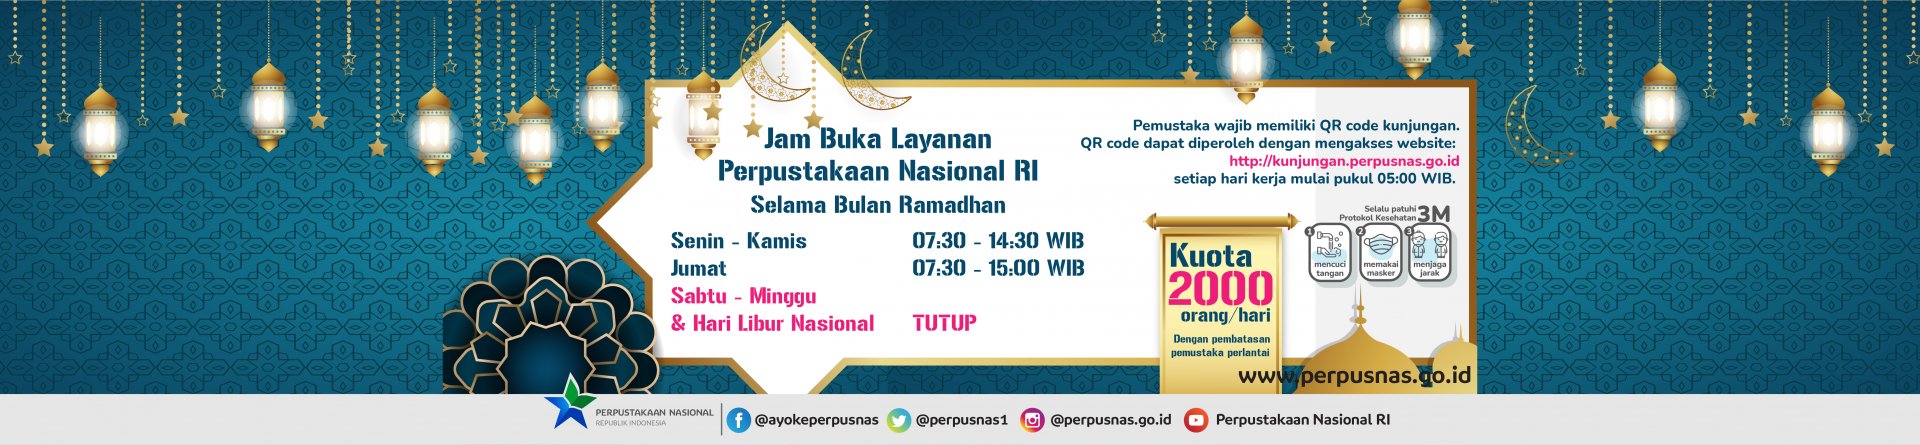 Jam Buka Layanan
Perpustakaan Nasional RI
Selama Bulan Ramadhan
Senin - Kamis 07:30 - 14:30 WIB
Jumat 07:30 - 15:00 WIB
Sabtu - Minggu
& Hari Libur Nasional TUTUP
Pemustaka wajib memiliki QR code kunjungan.
QR code dapat diperoleh dengan mengakses website:
http://kunjungan.perpusnas.go.id
setiap hari kerja mulai pukul 05:00 WIB.
Kuota
2000
orang/hari
Dengan pembatasan
pemustaka perlantai
Selalu patuhi
Protokol Kesehatan 3M
1 2 3
mencuci tangan
memakai masker
menjaga jarak
www.perpusnas.go.id
PERPUSTAKAAN NASIONAL
REPUBLIK INDONESIA
@ayokeperpusnas @perpusnas1 @perpusnas.go.id Perpustakaan Nasional RI